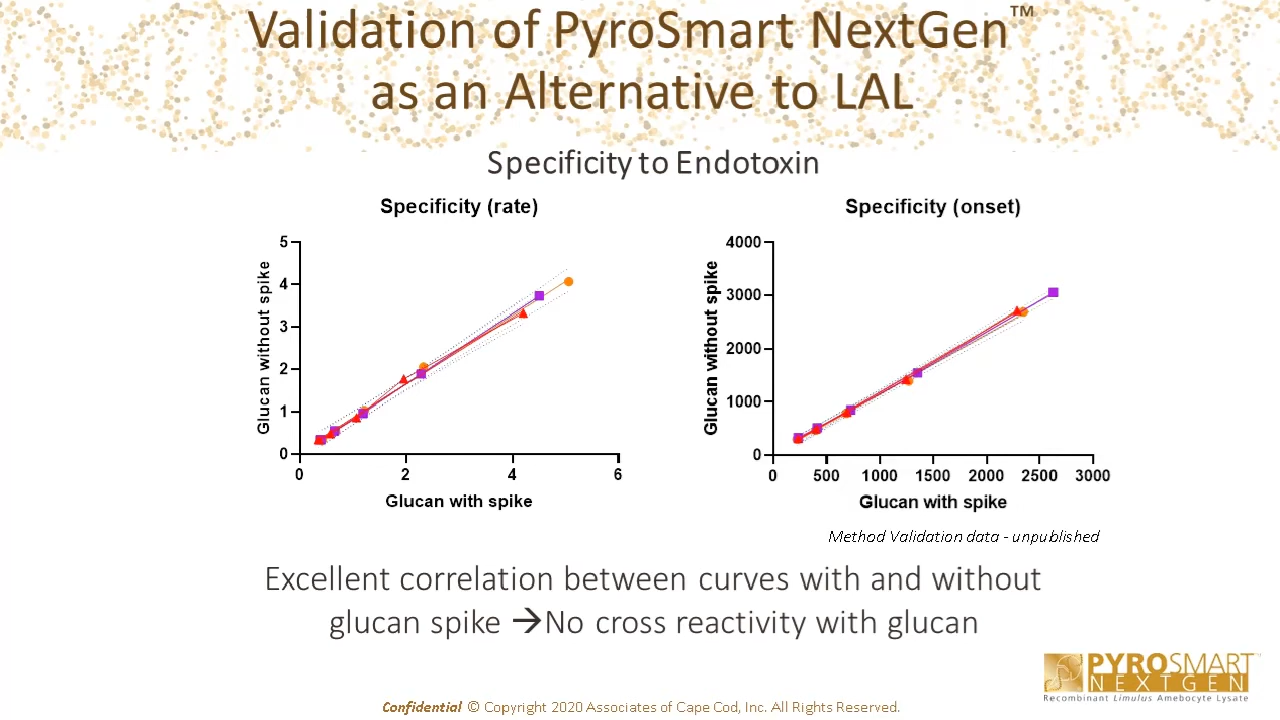 Validation of PyroSmart NextGen™
as an Alternative to LAL
Specificity to Endotoxin
Specificity (rate)
5
4
3
2
1
0
Glucan without spike
0 2 4 6
Glucan with spike
Specificity (onset)
4000
3000
2000
1000
0
Glucan without spike
0 500 1000 1500 2000 2500 3000
Glucan with spike
Method Validation data - unpublished
Excellent correlation between curves with and without
glucan spike →No cross reactivity with glucan
PYROSMART™
NEXTGEN
Recombinant Limulus Amebocyte Lysate
Confidential © Copyright 2020 Associates of Cape Cod, Inc. All Rights Reserved.